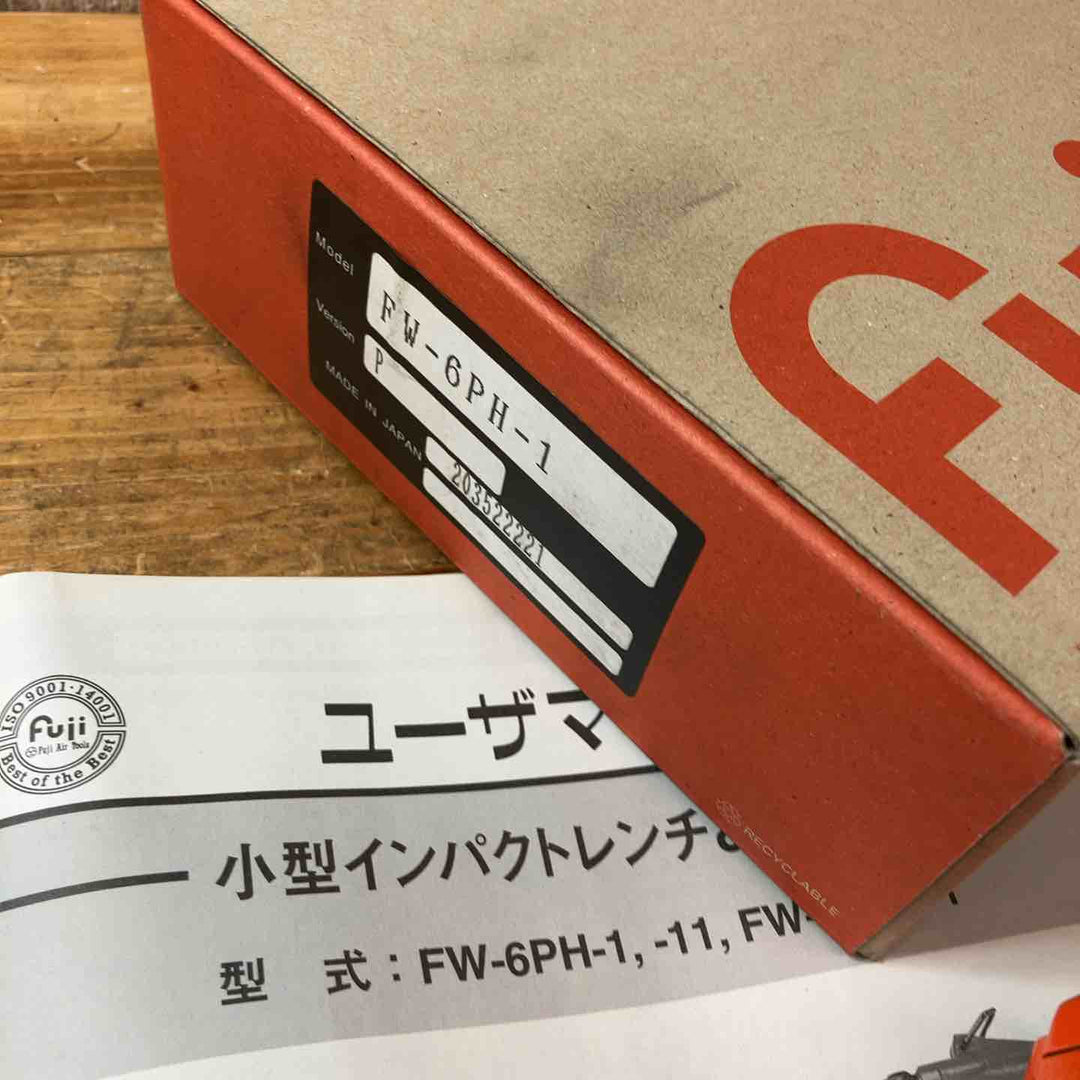 Model FW-6PH-1
Version P
MADE IN JAPAN
203522221
RECYCLABLE
ISO 9001·14001
Fuji
Fuji Air Tools
Best of the Best
ユーザマ
小型インパクトレンチ
型 式 : FW-6PH-1, -11, FW-